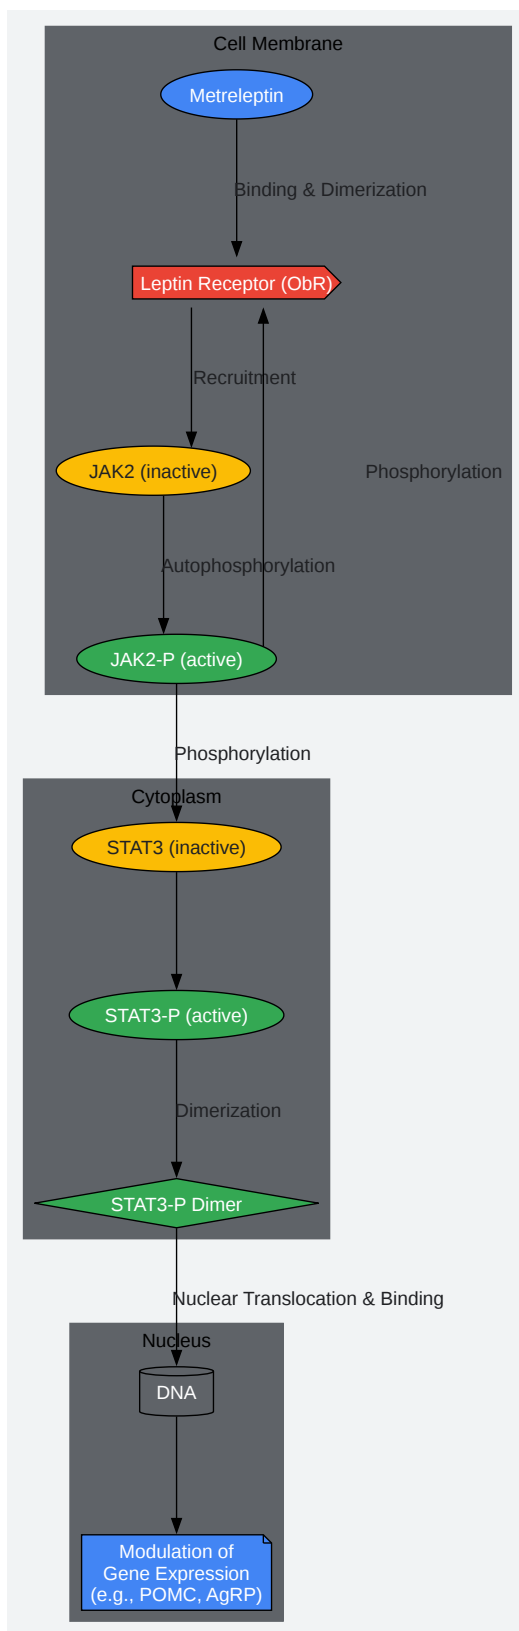 Cell Membrane
Metreleptin
Binding & Dimerization
Leptin Receptor (ObR)
Recruitment
JAK2 (inactive)
Phosphorylation
Autophosphorylation
JAK2-P (active)
Phosphorylation
Cytoplasm
STAT3 (inactive)
STAT3-P (active)
Dimerization
STAT3-P Dimer
Nuclear Translocation & Binding
Nucleus
DNA
Modulation of
Gene Expression
(e.g., POMC, AgRP)